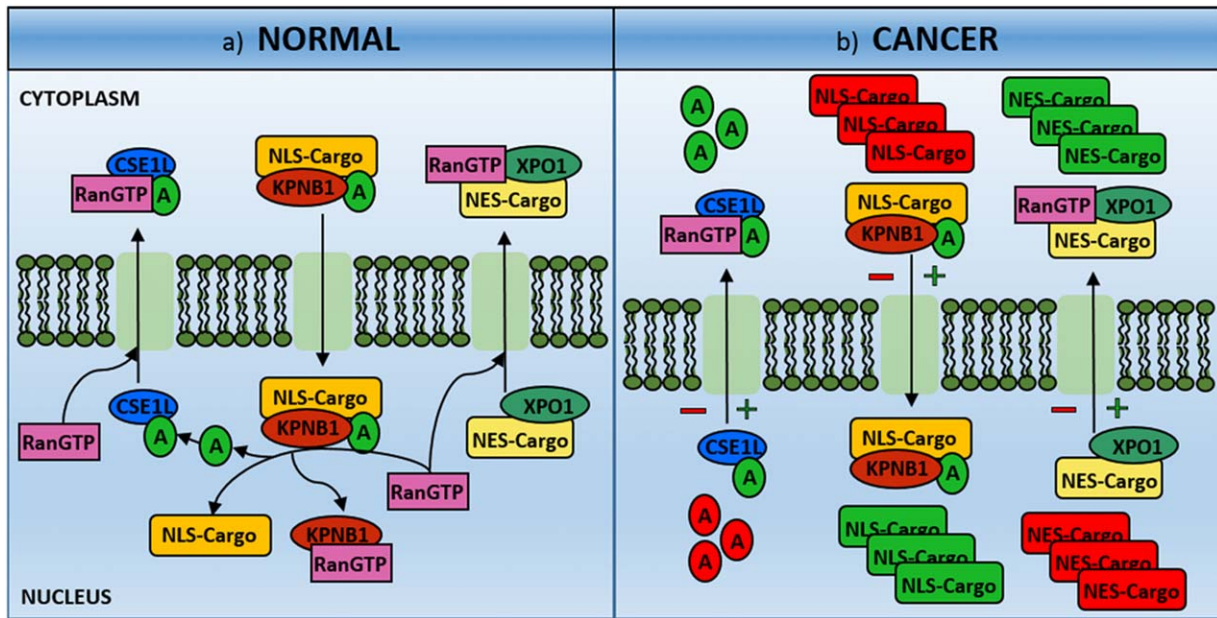 a) NORMAL
CYTOPLASM
CSE1L
RanGTP A
NLS-Cargo
KPNB1 A
RanGTP XPO1
NES-Cargo
RanGTP
CSE1L
A
A
NLS-Cargo
KPNB1 A
XPO1
NES-Cargo
RanGTP
NLS-Cargo
KPNB1
RanGTP
NUCLEUS
b) CANCER
A
A
A
NLS-Cargo
NLS-Cargo
NLS-Cargo
NES-Cargo
NES-Cargo
NES-Cargo
CSE1L
RanGTP A
NLS-Cargo
KPNB1 A
RanGTP XPO1
NES-Cargo
− +
− +
− +
CSE1L
A
NLS-Cargo
KPNB1 A
XPO1
NES-Cargo
A
A
A
NLS-Cargo
NLS-Cargo
NLS-Cargo
NES-Cargo
NES-Cargo
NES-Cargo